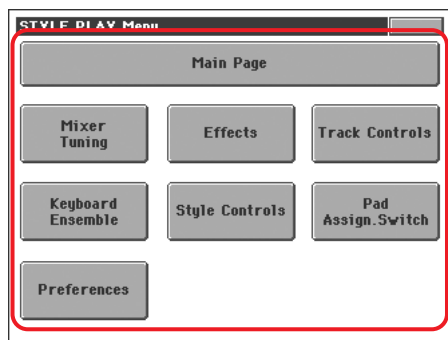 STYLE PLAY Menu
Main Page
Mixer
Tuning
Effects
Track Controls
Keyboard
Ensemble
Style Controls
Pad
Assign.Switch
Preferences